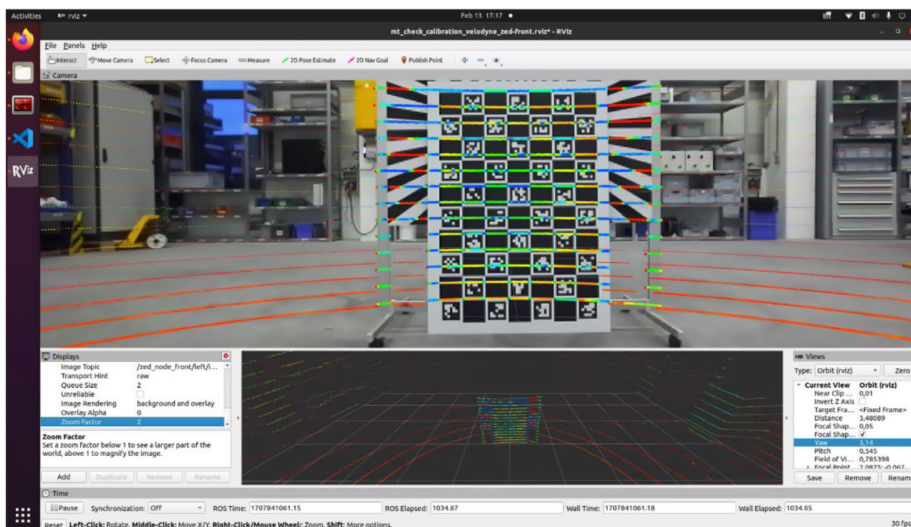 Activities
rviz
Feb 13 17:17
mt_check_calibration_velodyne_zed-front.rviz* - RViz
File Panels Help
Interact Move Camera Select Focus Camera Measure 2D Pose Estimate 2D Nav Goal Publish Point
Camera
RViz
Displays
Image Topic /zed_node_front/left/i...
Transport Hint raw
Queue Size 2
Unreliable
Image Rendering background and overlay
Overlay Alpha 0
Zoom Factor 2
Zoom Factor
Set a zoom factor below 1 to see a larger part of the
world, above 1 to magnify the image.
Add Duplicate Remove Rename
Views
Type: Orbit (rviz) Zero
Current View Orbit (rviz)
Near Clip ... 0,01
Invert Z Axis
Target Fra... <Fixed Frame>
Distance 3,48089
Focal Shap... 0,05
Focal Shap... ✓
Yaw 3,14
Pitch 0,545
Field of Vi... 0,785398
Focal Point 2.0875; -0.067
Save Remove Rename
Time
Pause Synchronization: Off ROS Time: 1707841061.15 ROS Elapsed: 1034.67 Wall Time: 1707841061.18 Wall Elapsed: 1034.65
Reset Left-Click: Rotate. Middle-Click: Move X/Y. Right-Click/Mouse Wheel: Zoom. Shift: More options. 30 fps